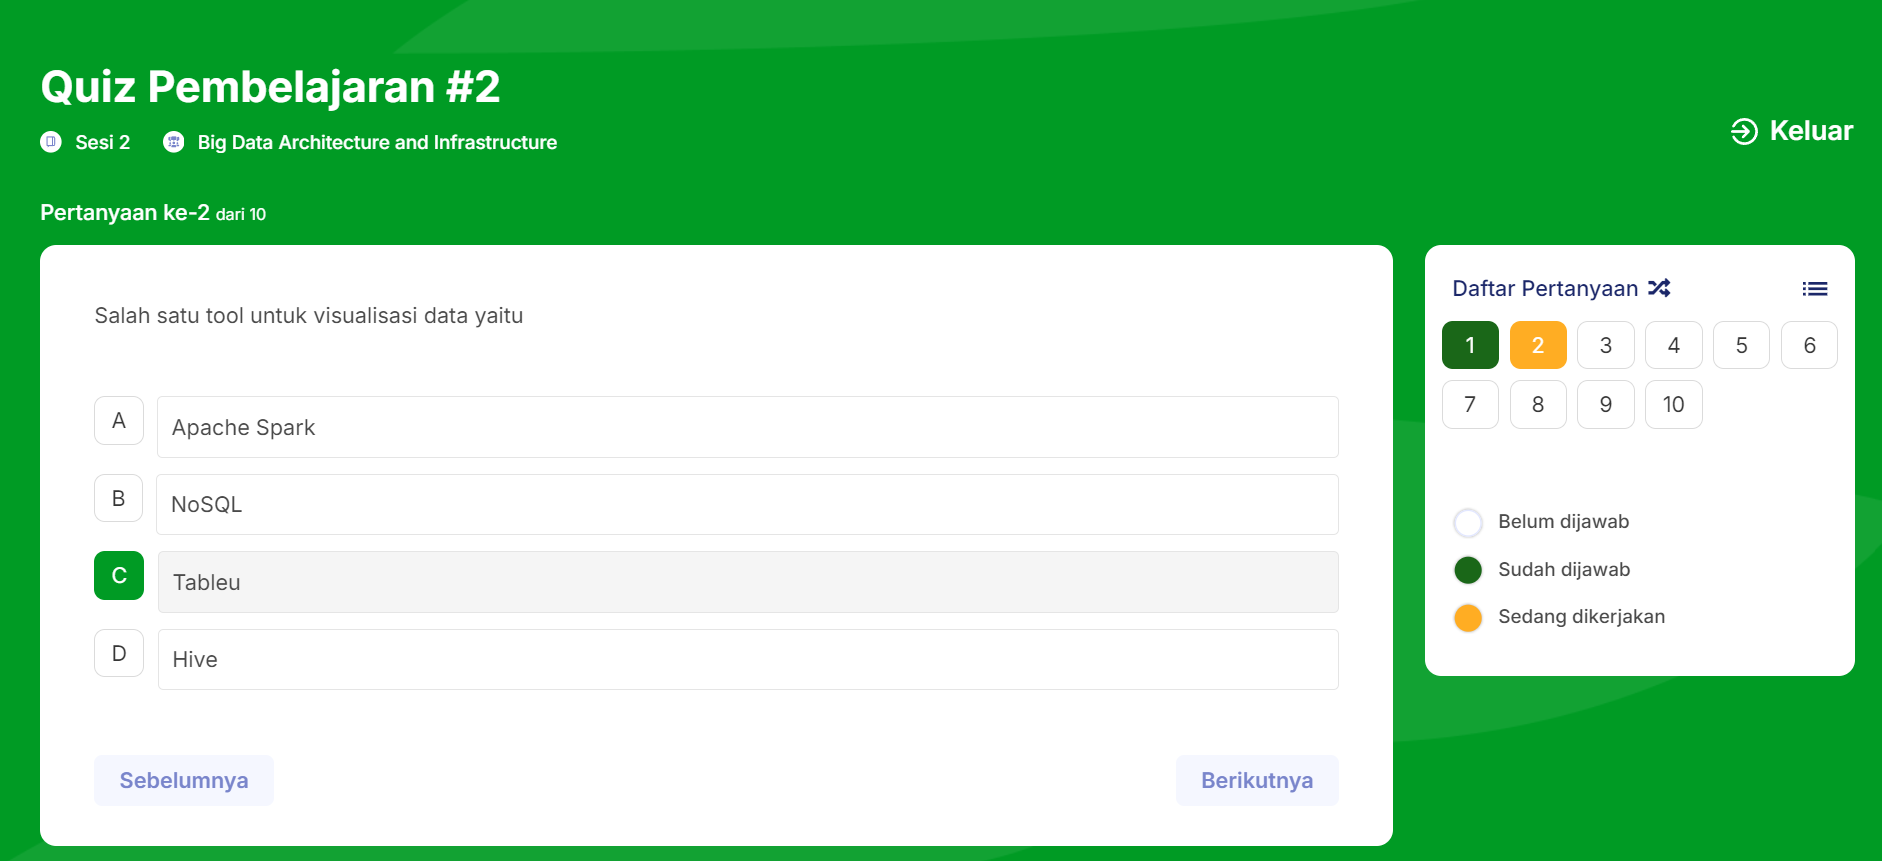 Quiz Pembelajaran #2
Sesi 2 Big Data Architecture and Infrastructure
Keluar
Pertanyaan ke-2 dari 10
Salah satu tool untuk visualisasi data yaitu
A Apache Spark
B NoSQL
C Tableu
D Hive
Sebelumnya Berikutnya
Daftar Pertanyaan
1 2 3 4 5 6
7 8 9 10
Belum dijawab
Sudah dijawab
Sedang dikerjakan